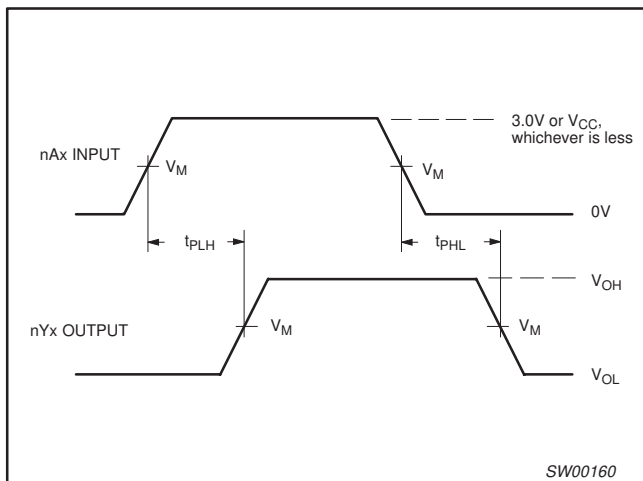 3.0V or VCC,
whichever is less
nAx INPUT
VM
VM
0V
tPLH
tPHL
VOH
nYx OUTPUT
VM
VM
VOL
SW00160